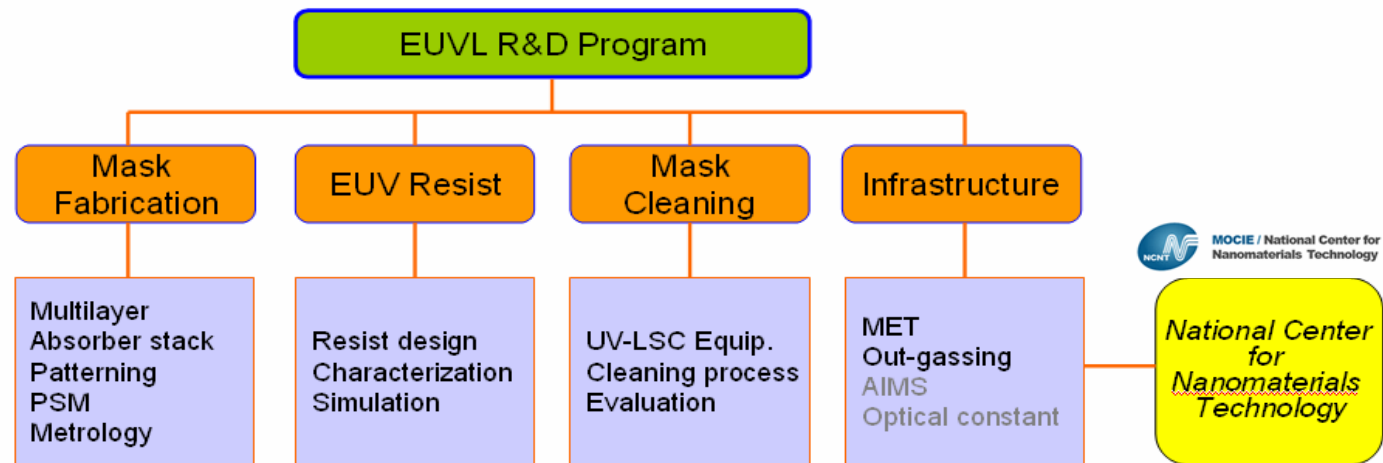 EUVL R&D Program
Mask
Fabrication
EUV Resist
Mask
Cleaning
Infrastructure
Multilayer
Absorber stack
Patterning
PSM
Metrology
Resist design
Characterization
Simulation
UV-LSC Equip.
Cleaning process
Evaluation
MET
Out-gassing
AIMS
Optical constant
NCNT
MOCIE / National Center for
Nanomaterials Technology
National Center
for
Nanomaterials
Technology